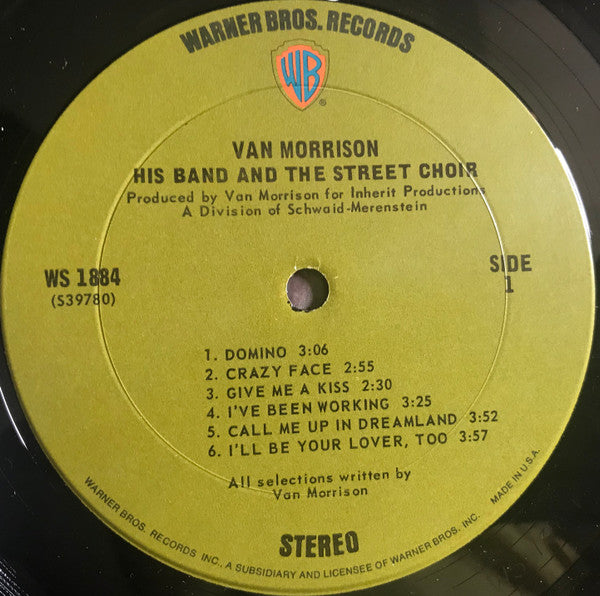 WARNER BROS. RECORDS
WB
®
VAN MORRISON
HIS BAND AND THE STREET CHOIR
Produced by Van Morrison for Inherit Productions
A Division of Schwaid-Merenstein
WS 1884
(S39780)
SIDE
1
1. DOMINO 3:06
2. CRAZY FACE 2:55
3. GIVE ME A KISS 2:30
4. I'VE BEEN WORKING 3:25
5. CALL ME UP IN DREAMLAND 3:52
6. I'LL BE YOUR LOVER, TOO 3:57
All selections written by
Van Morrison
STEREO
WARNER BROS. RECORDS INC., A SUBSIDIARY AND LICENSEE OF WARNER BROS. INC. MADE IN U.S.A.